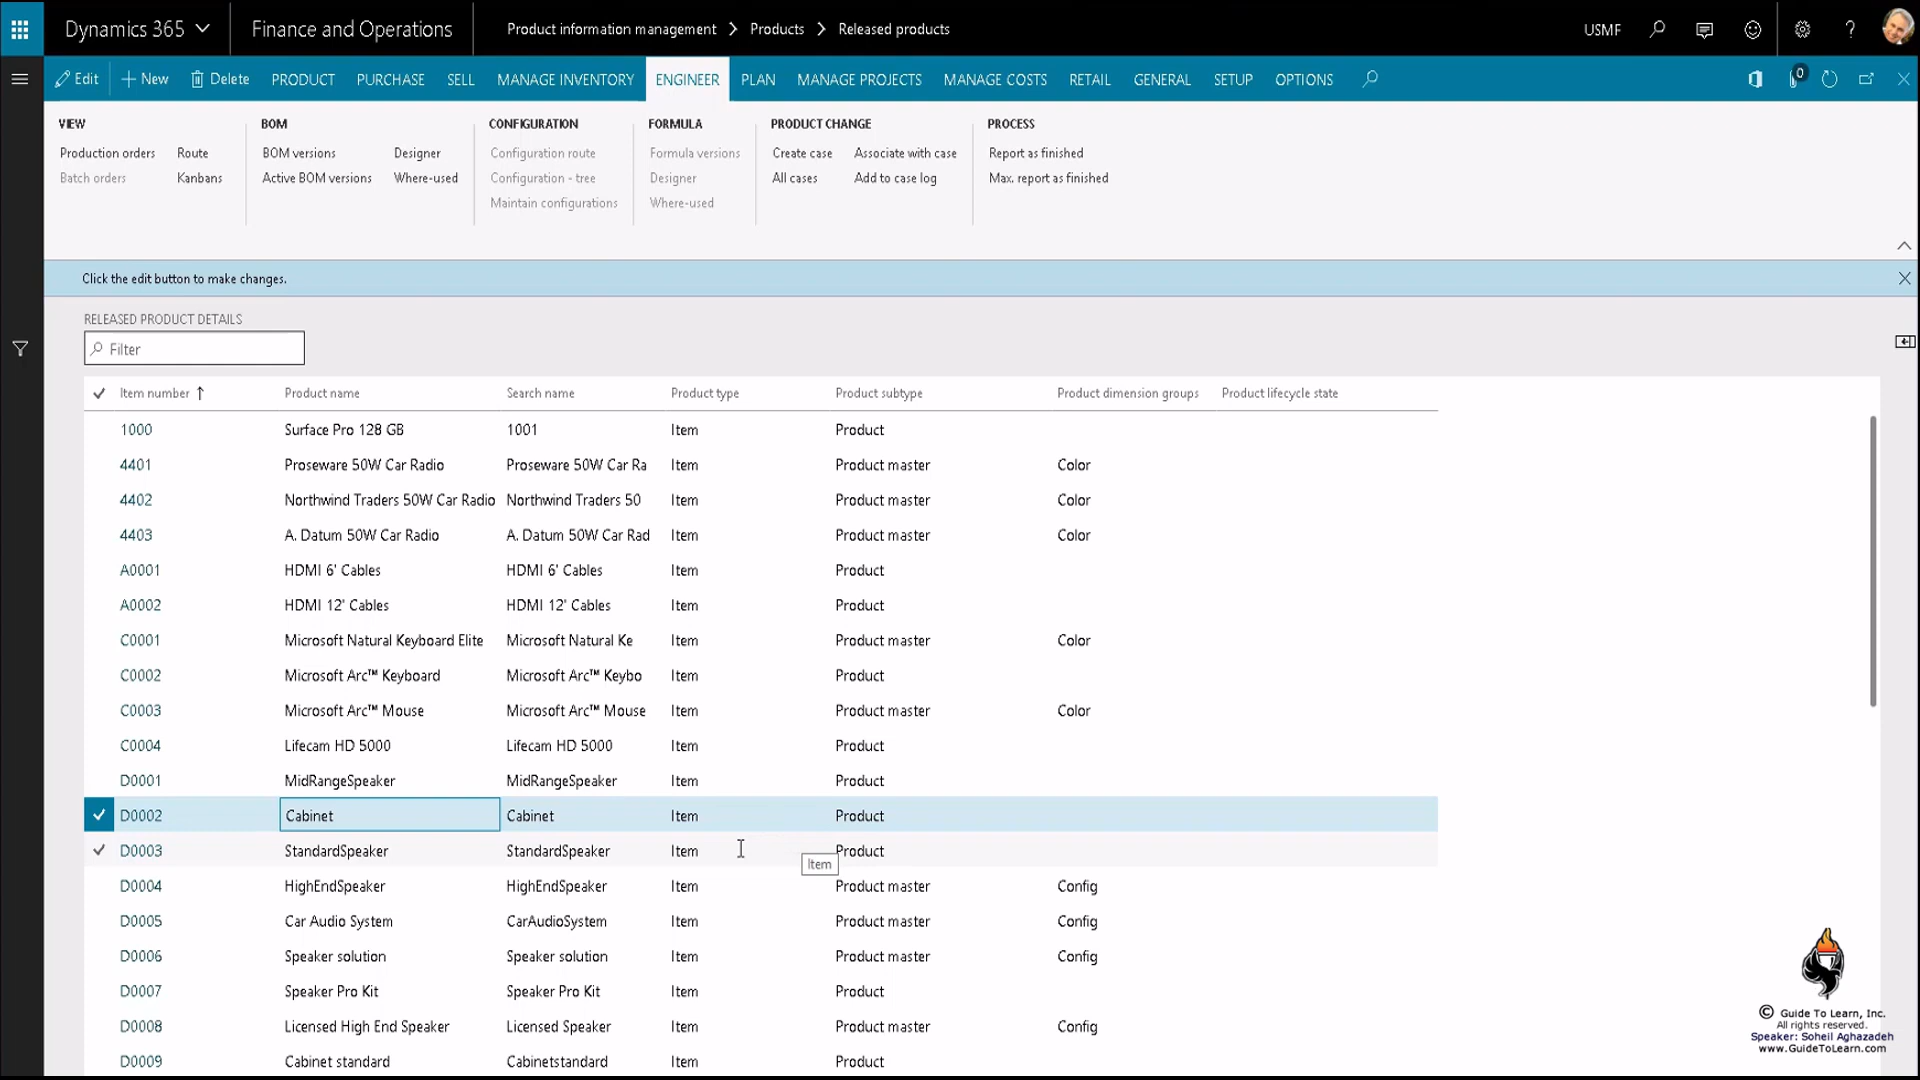 Dynamics 365 Finance and Operations Product information management Products Released products USMF
Edit New Delete PRODUCT PURCHASE SELL MANAGE INVENTORY ENGINEER PLAN MANAGE PROJECTS MANAGE COSTS RETAIL GENERAL SETUP OPTIONS 0
VIEW BOM CONFIGURATION FORMULA PRODUCT CHANGE PROCESS
Production orders Route BOM versions Designer Configuration route Formula versions Create case Associate with case Report as finished
Batch orders Kanbans Active BOM versions Where-used Configuration - tree Designer All cases Add to case log Max. report as finished
Maintain configurations Where-used
Click the edit button to make changes.
RELEASED PRODUCT DETAILS
Filter
Item number Product name Search name Product type Product subtype Product dimension groups Product lifecycle state
1000 Surface Pro 128 GB 1001 Item Product
4401 Proseware 50W Car Radio Proseware 50W Car Ra Item Product master Color
4402 Northwind Traders 50W Car Radio Northwind Traders 50 Item Product master Color
4403 A. Datum 50W Car Radio A. Datum 50W Car Rad Item Product master Color
A0001 HDMI 6' Cables HDMI 6' Cables Item Product
A0002 HDMI 12' Cables HDMI 12' Cables Item Product
C0001 Microsoft Natural Keyboard Elite Microsoft Natural Ke Item Product master Color
C0002 Microsoft Arc™ Keyboard Microsoft Arc™ Keybo Item Product
C0003 Microsoft Arc™ Mouse Microsoft Arc™ Mouse Item Product master Color
C0004 Lifecam HD 5000 Lifecam HD 5000 Item Product
D0001 MidRangeSpeaker MidRangeSpeaker Item Product
D0002 Cabinet Cabinet Item Product
D0003 StandardSpeaker StandardSpeaker Item Product
Item
D0004 HighEndSpeaker HighEndSpeaker Item Product master Config
D0005 Car Audio System CarAudioSystem Item Product master Config
D0006 Speaker solution Speaker solution Item Product master Config
D0007 Speaker Pro Kit Speaker Pro Kit Item Product
D0008 Licensed High End Speaker Licensed Speaker Item Product master Config
D0009 Cabinet standard Cabinetstandard Item Product
© Guide To Learn, Inc.
All rights reserved.
Speaker: Soheil Aghazadeh
www.GuideToLearn.com